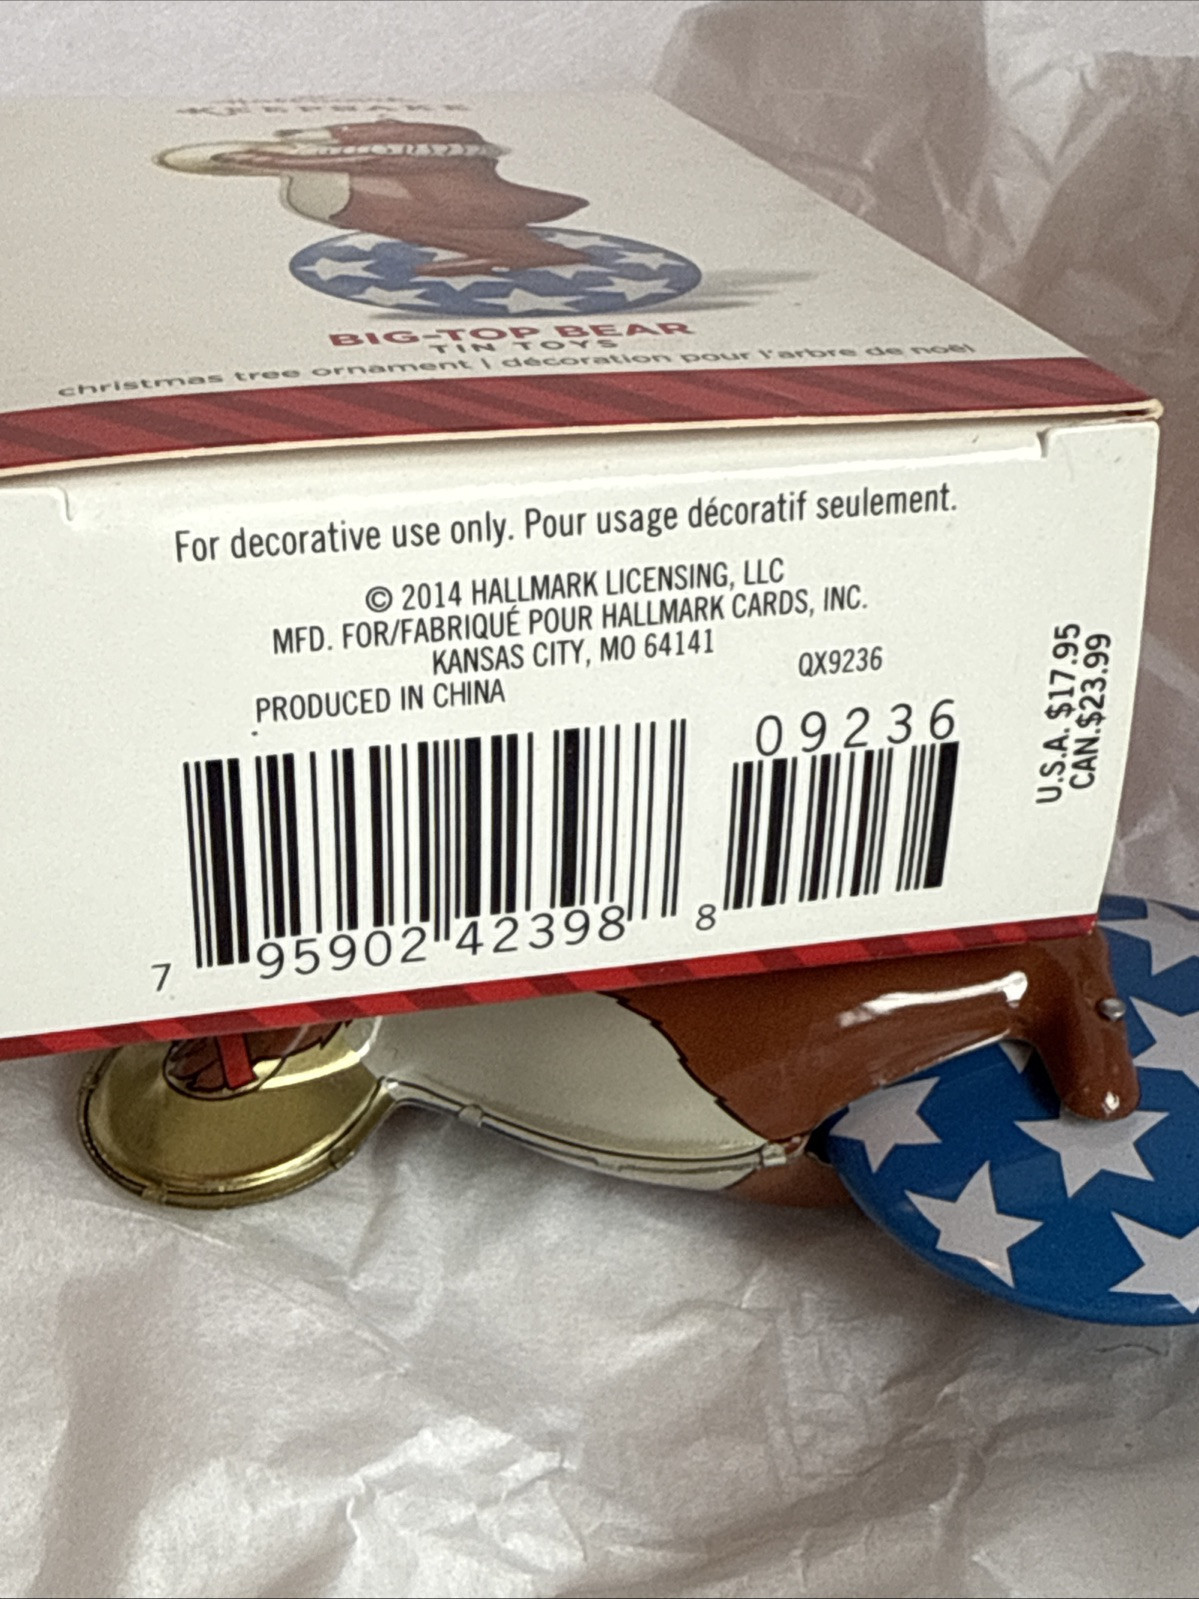 KEEPSAKE
BIG-TOP BEAR
TIN TOYS
christmas tree ornament | décoration pour l'arbre de noël
For decorative use only. Pour usage décoratif seulement.
© 2014 HALLMARK LICENSING, LLC
MFD. FOR/FABRIQUÉ POUR HALLMARK CARDS, INC.
KANSAS CITY, MO 64141
QX9236
PRODUCED IN CHINA
09236
7 95902 42398 8
U.S.A. $17.95
CAN.$23.99